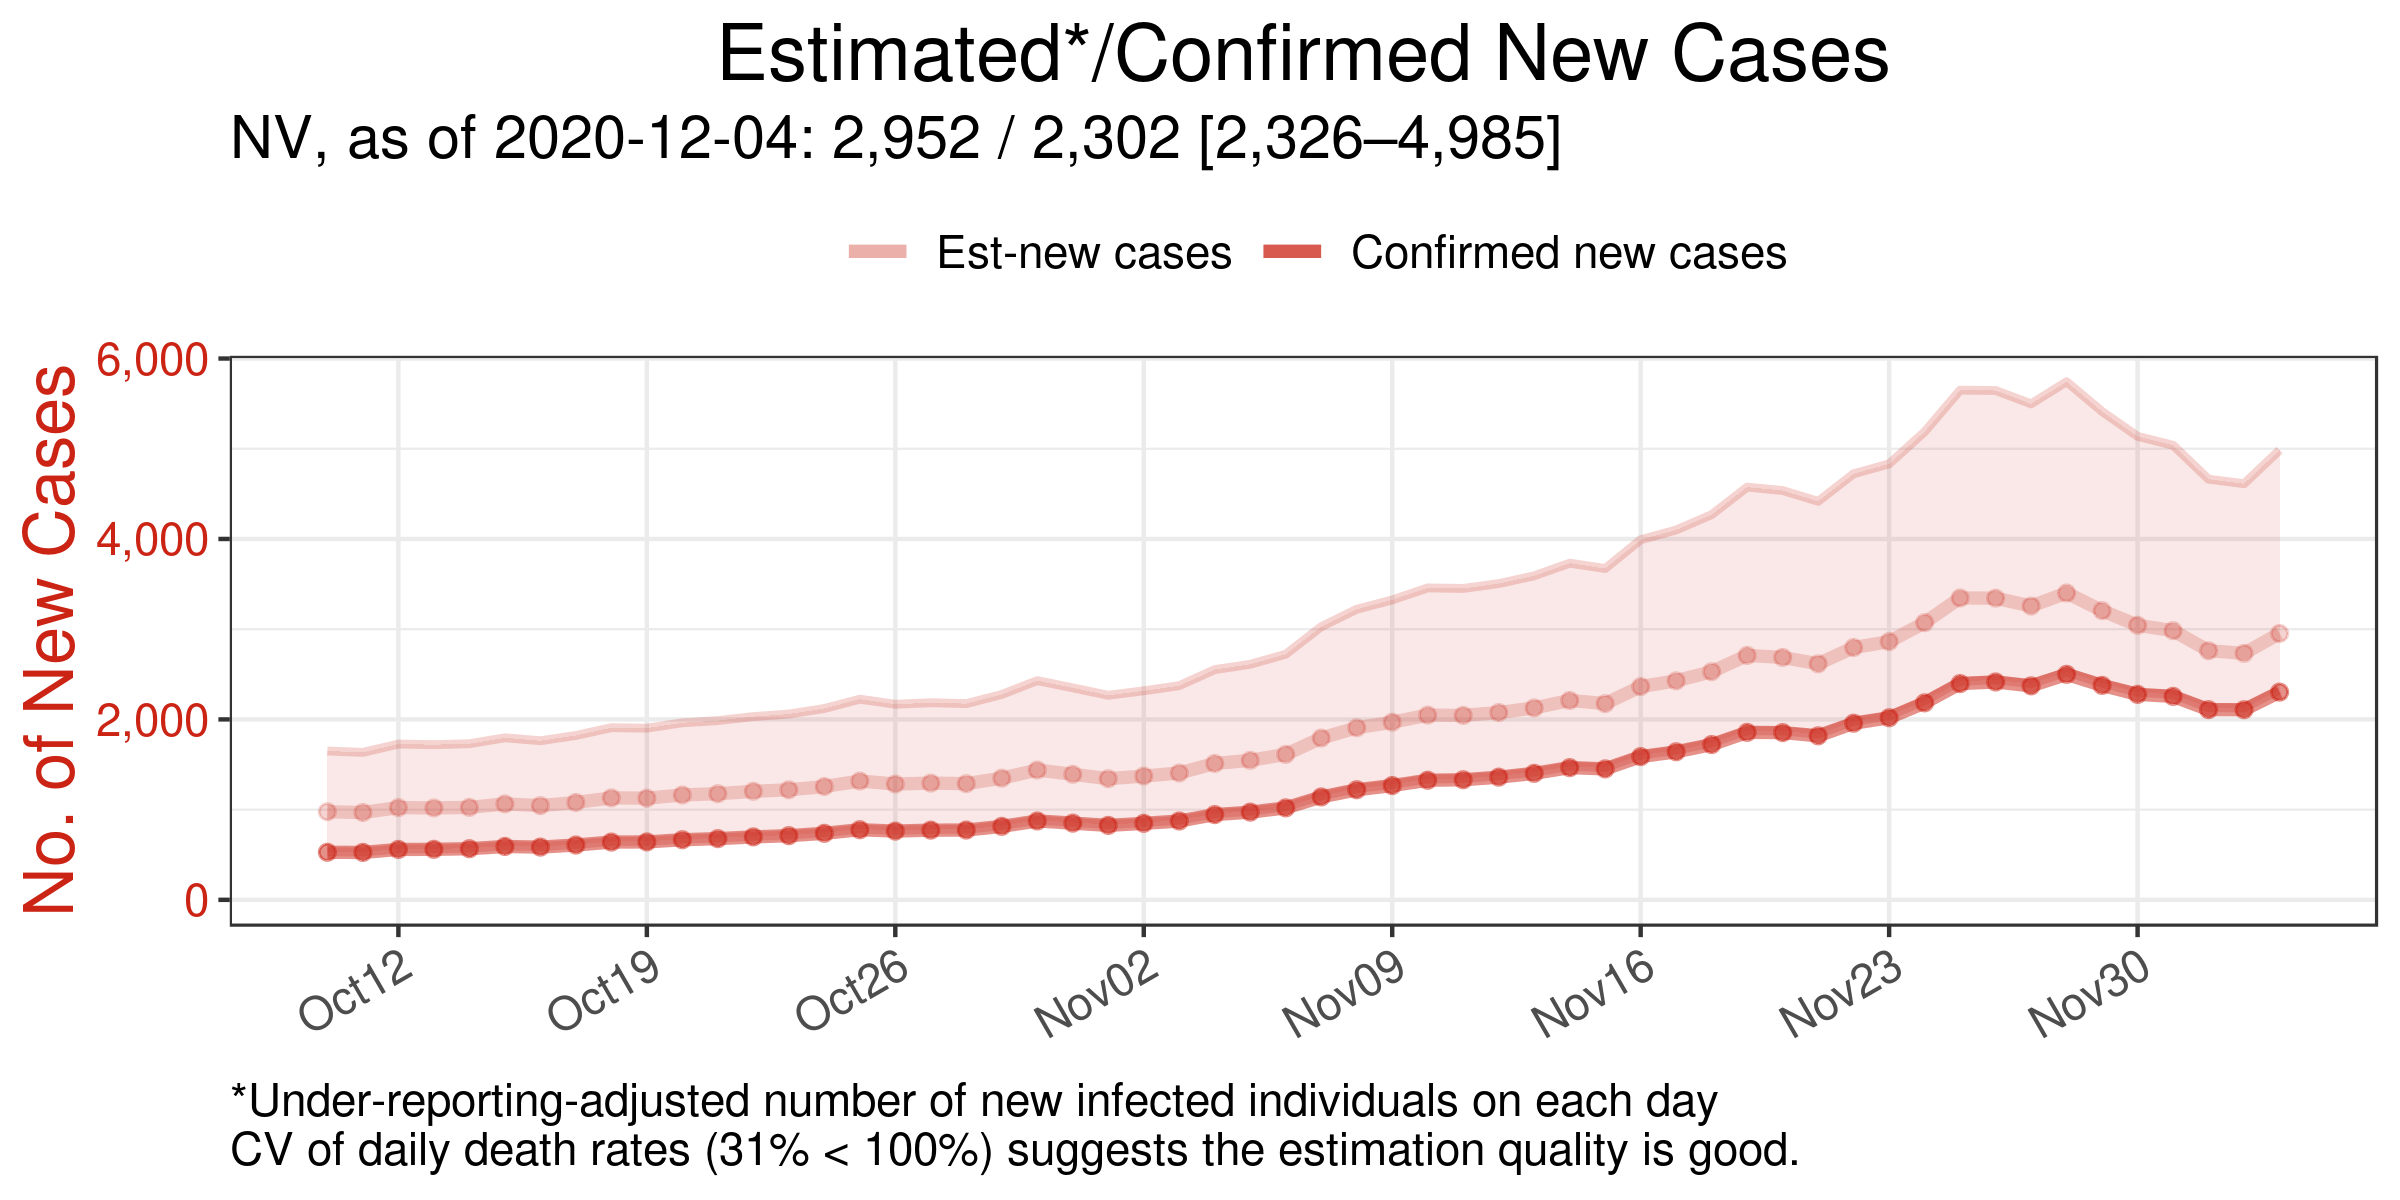 Estimated*/Confirmed New Cases
NV, as of 2020-12-04: 2,952 / 2,302 [2,326–4,985]
Est-new cases Confirmed new cases
No. of New Cases
6,000
4,000
2,000
0
Oct12 Oct19 Oct26 Nov02 Nov09 Nov16 Nov23 Nov30
*Under-reporting-adjusted number of new infected individuals on each day
CV of daily death rates (31% < 100%) suggests the estimation quality is good.